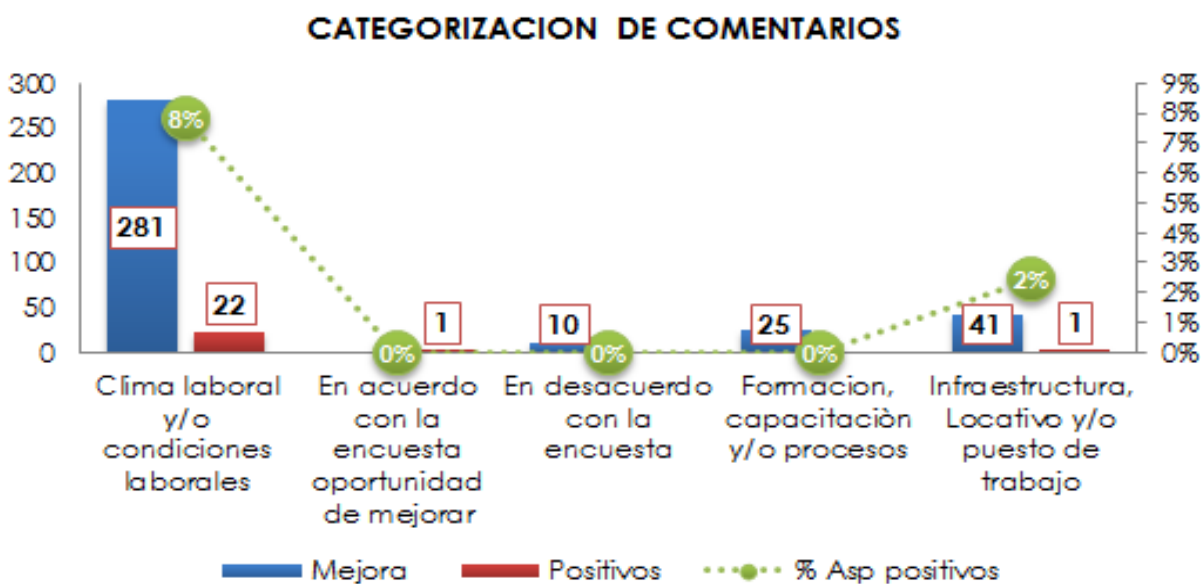 CATEGORIZACION DE COMENTARIOS
300
250
200
150
100
50
0
9%
8%
7%
6%
5%
4%
3%
2%
1%
0%
281
22
1
10
25
41
1
8%
0%
0%
0%
2%
Clima laboral
y/o
condiciones
laborales
En acuerdo
con la
encuesta
oportunidad
de mejorar
En desacuerdo
con la
encuesta
Formacion,
capacitaciòn
y/o procesos
Infraestructura,
Locativo y/o
puesto de
trabajo
Mejora
Positivos
% Asp positivos